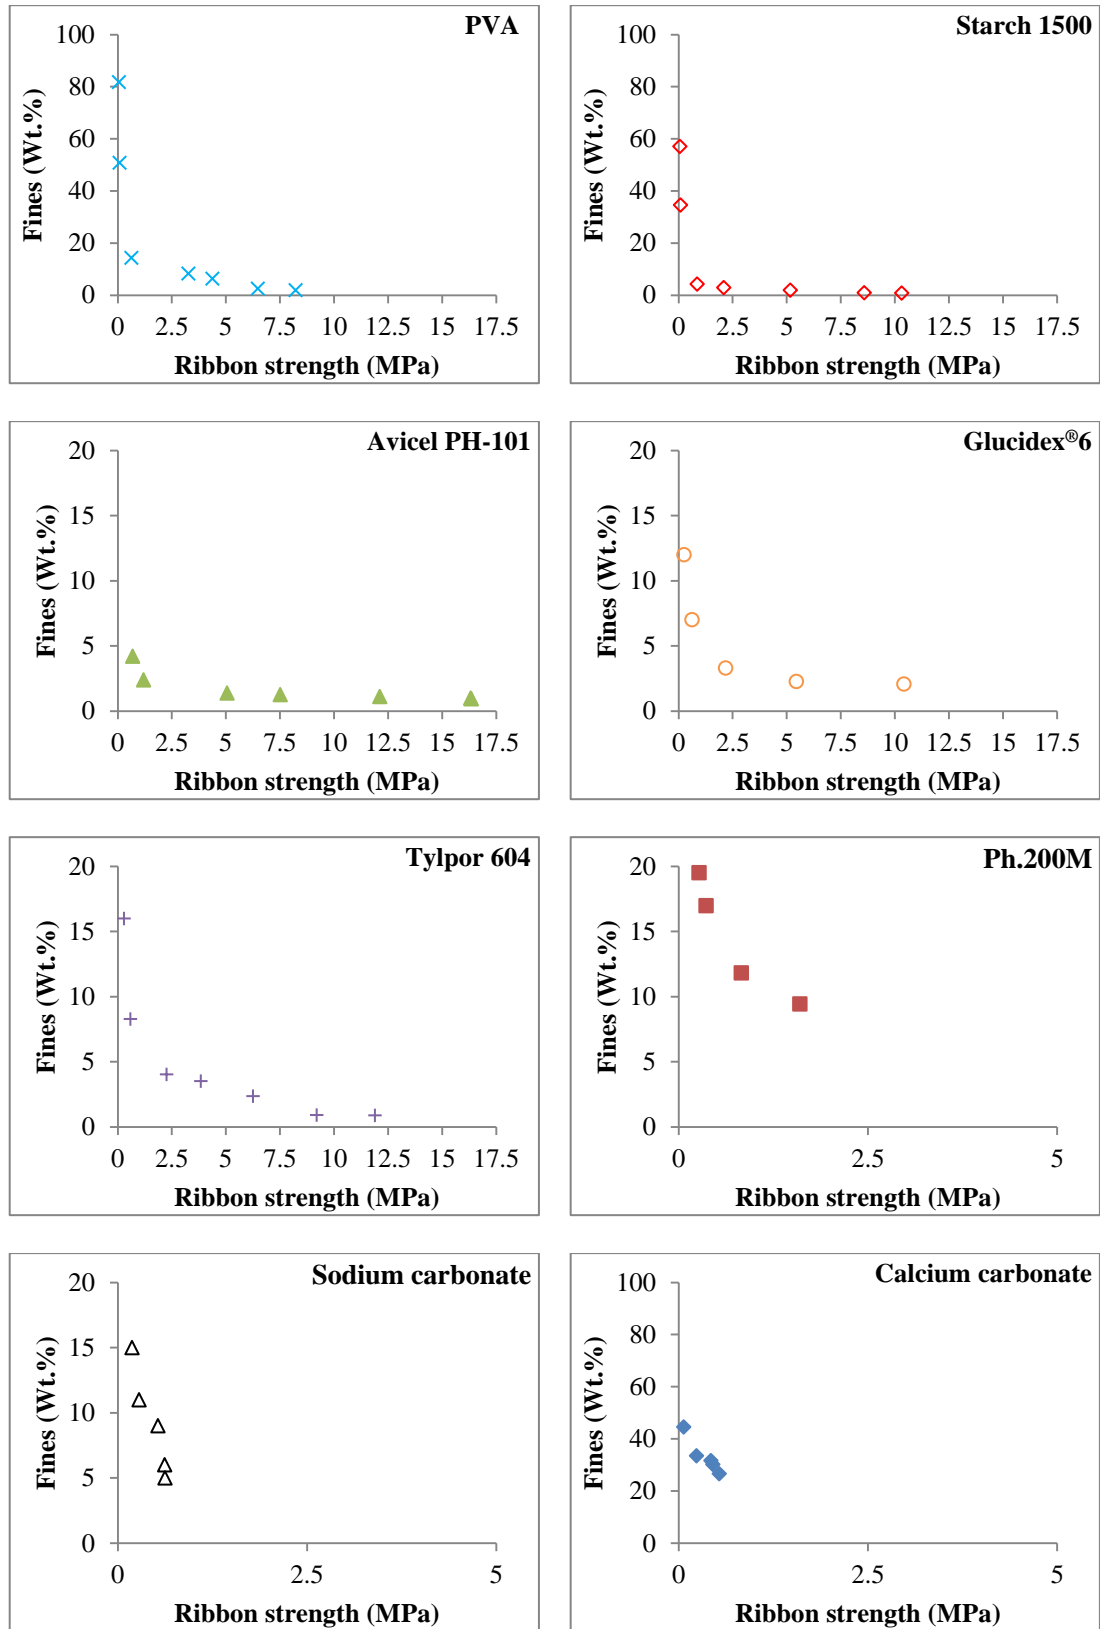 PVA
100
80
60
40
20
0
Fines (Wt.%)
0 2.5 5 7.5 10 12.5 15 17.5
Ribbon strength (MPa)
Starch 1500
100
80
60
40
20
0
Fines (Wt.%)
0 2.5 5 7.5 10 12.5 15 17.5
Ribbon strength (MPa)
Avicel PH-101
20
15
10
5
0
Fines (Wt.%)
0 2.5 5 7.5 10 12.5 15 17.5
Ribbon strength (MPa)
Glucidex®6
20
15
10
5
0
Fines (Wt.%)
0 2.5 5 7.5 10 12.5 15 17.5
Ribbon strength (MPa)
Tylpor 604
20
15
10
5
0
Fines (Wt.%)
0 2.5 5 7.5 10 12.5 15 17.5
Ribbon strength (MPa)
Ph.200M
20
15
10
5
0
Fines (Wt.%)
0 2.5 5
Ribbon strength (MPa)
Sodium carbonate
20
15
10
5
0
Fines (Wt.%)
0 2.5 5
Ribbon strength (MPa)
Calcium carbonate
100
80
60
40
20
0
Fines (Wt.%)
0 2.5 5
Ribbon strength (MPa)